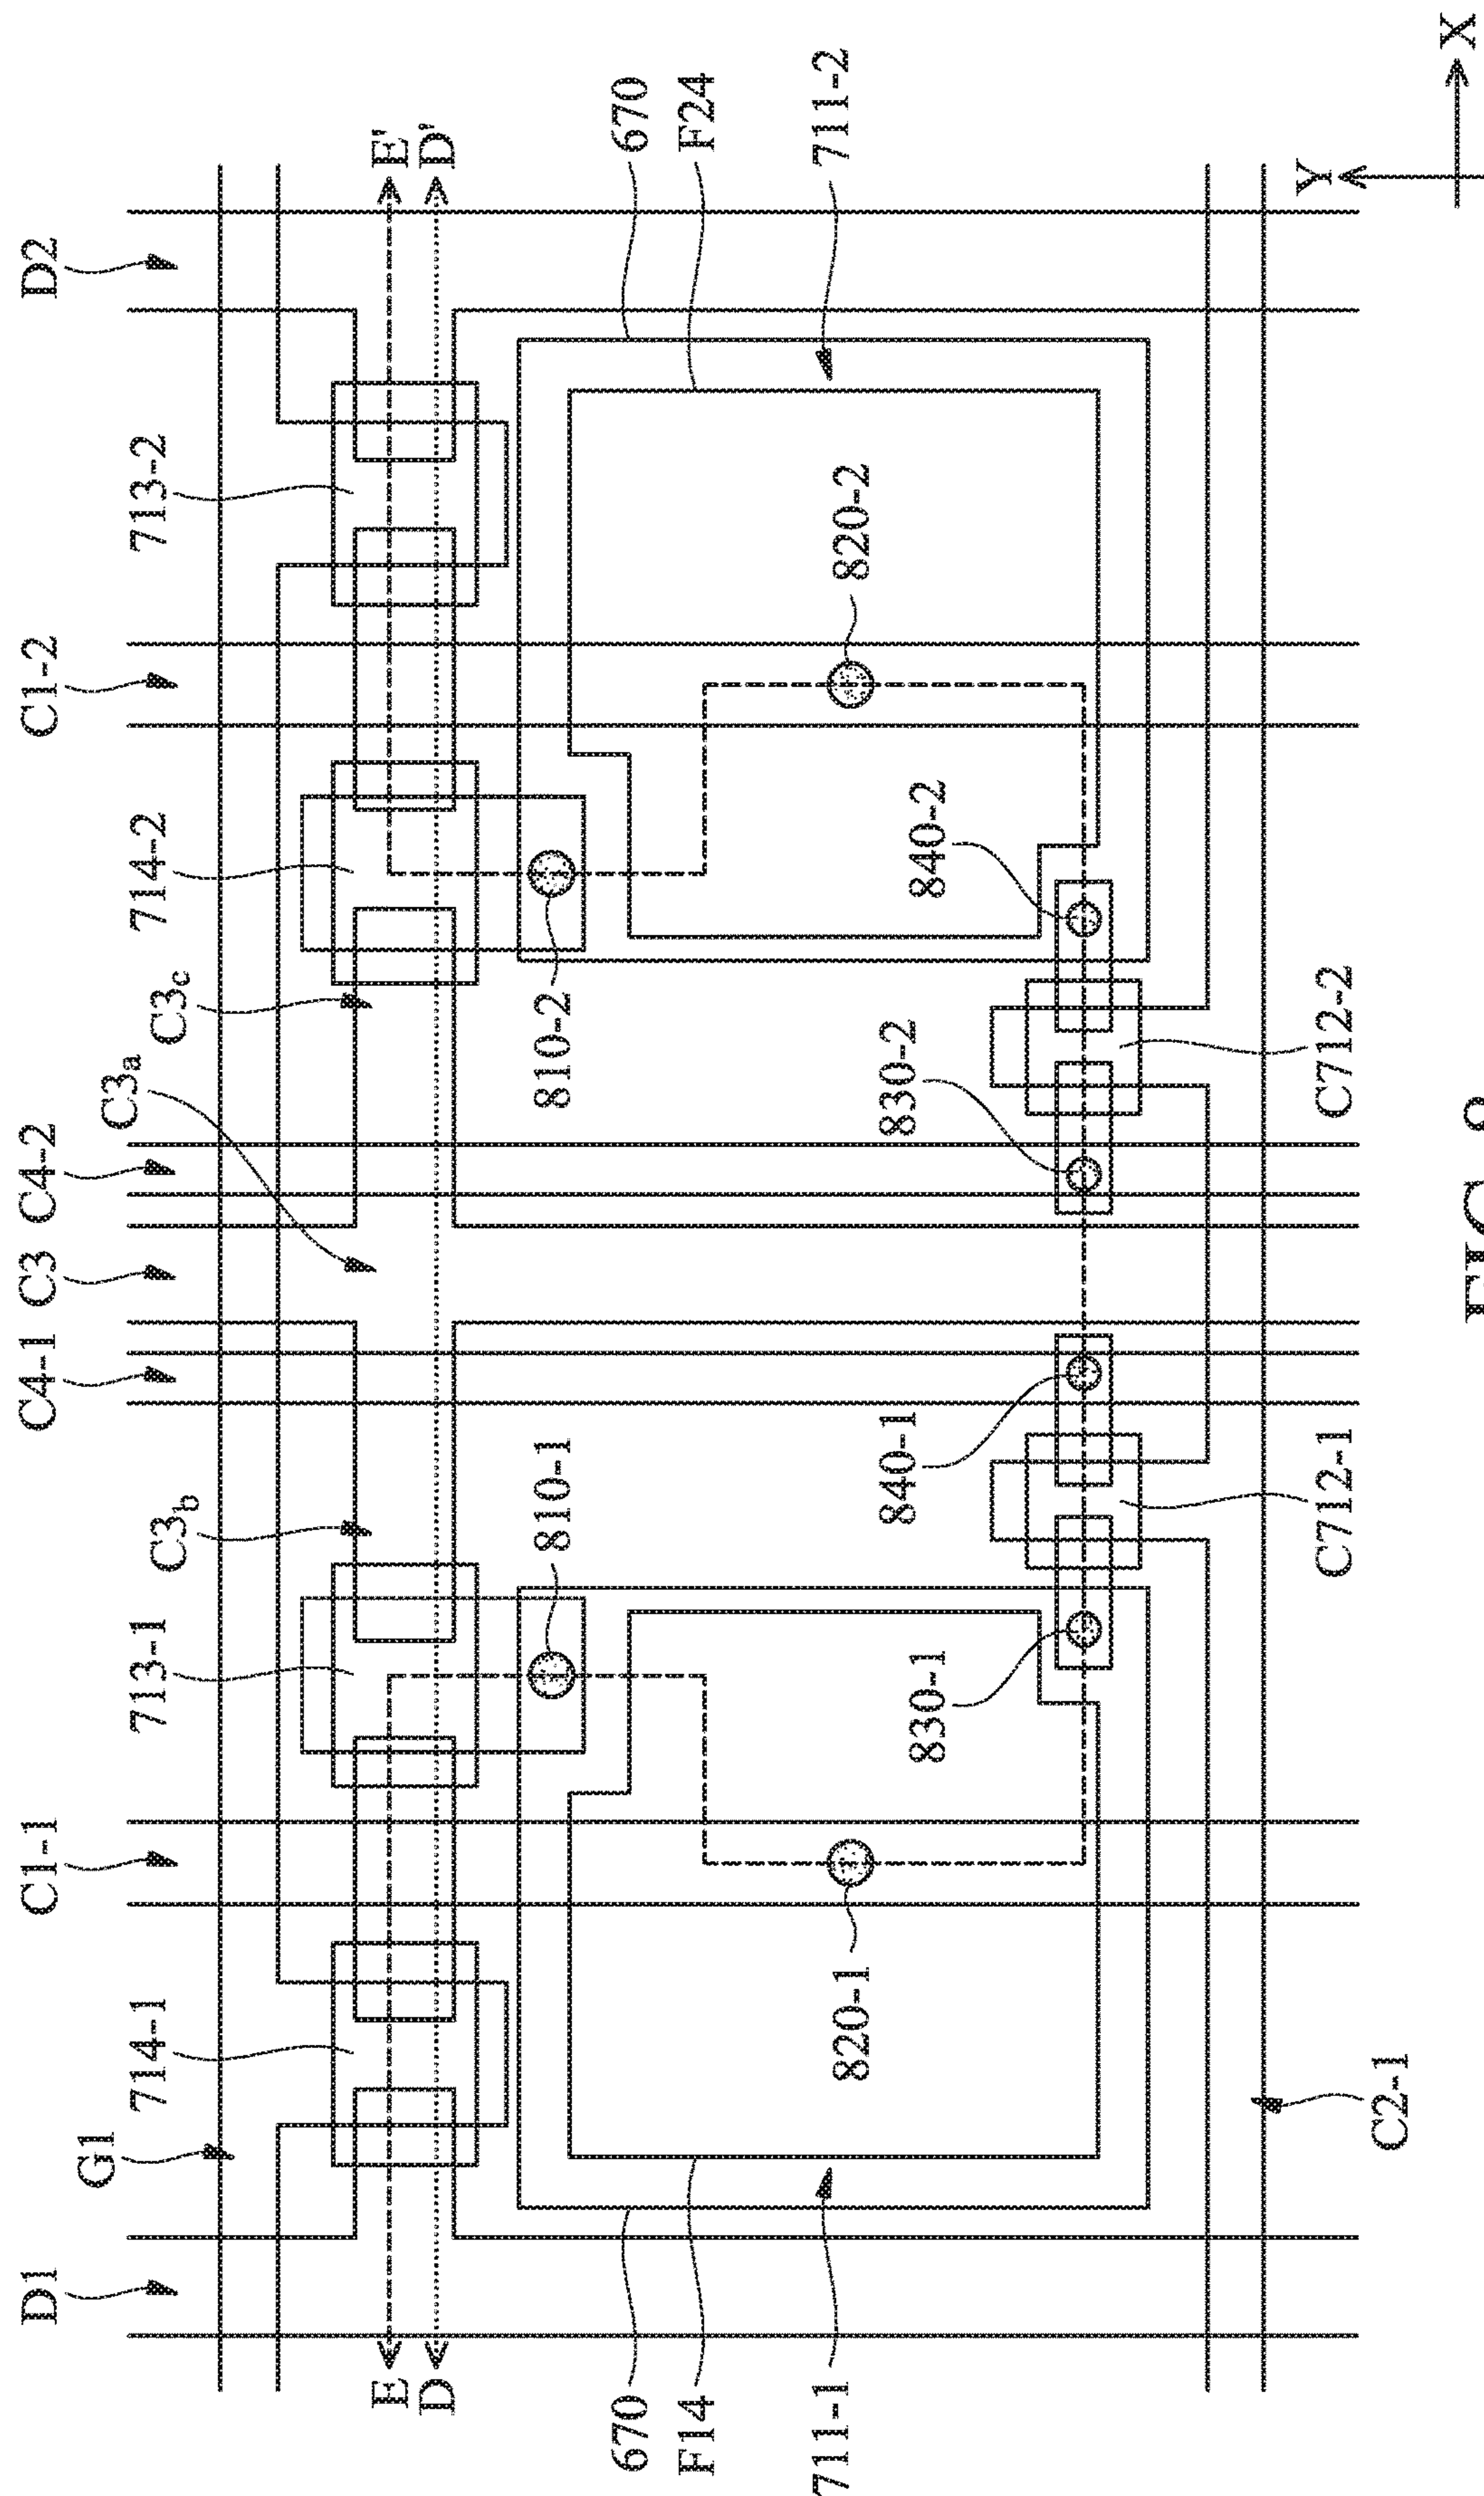 D1 C1-1 C4-1 C3 C4-2 C1-2 D2
G1 C3a
714-1 713-1 714-2 713-2
C3b C3c
E E'
D D'
810-1 810-2
670 670
F14 F24
711-1 820-1 820-2 711-2
840-1 830-2
830-1 840-2
Y
C712-1 C712-2
C2-1
X